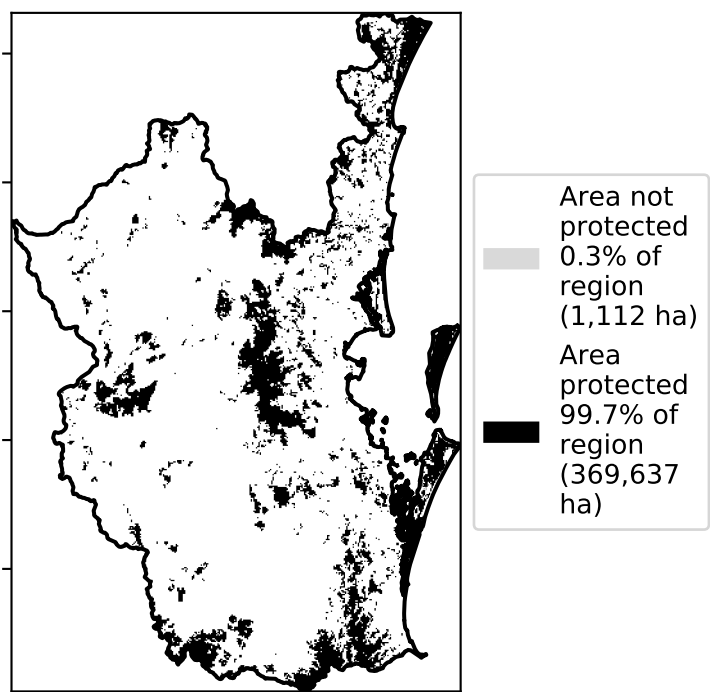 Area not
protected
0.3% of
region
(1,112 ha)
Area
protected
99.7% of
region
(369,637
ha)